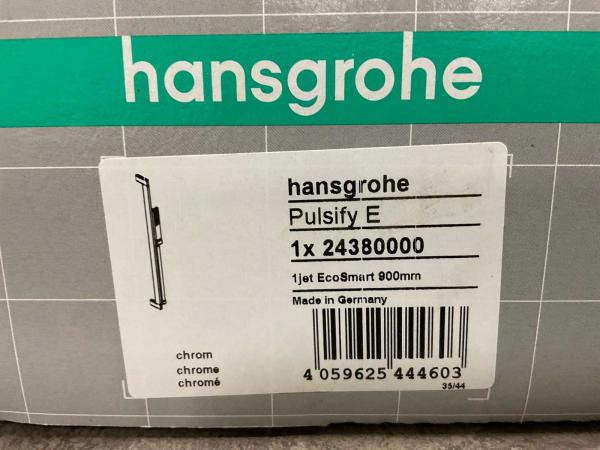 hansgrohe
hansgrohe
Pulsify E
1x 24380000
1jet EcoSmart 900mm
Made in Germany
chrom
chrome
chromé
4 059625 444603
35/44